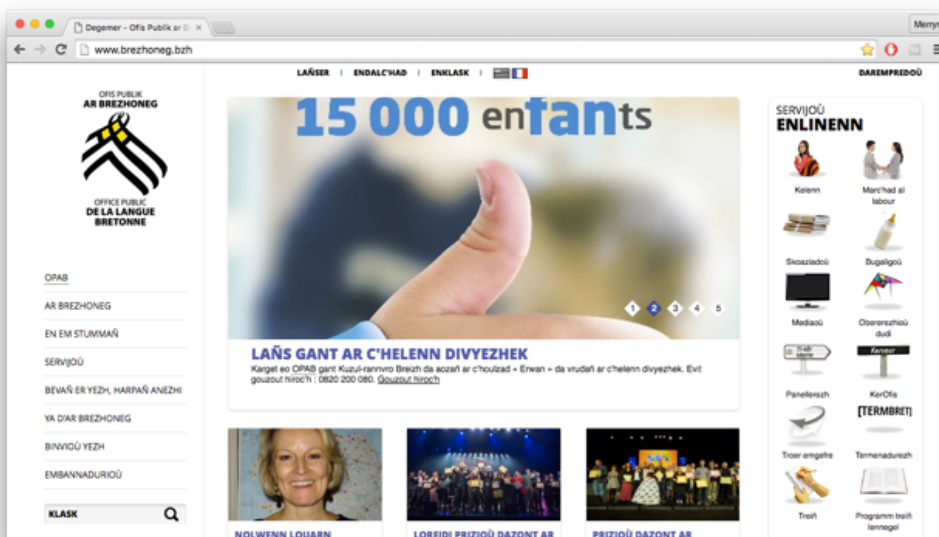 Degemer - Ofis Publik ar Br
Merryn
www.brezhoneg.bzh
LAÑSER | ENDALC'HAD | ENKLASK |
DAREMPREDOÙ
OFIS PUBLIK
AR BREZHONEG
OFFICE PUBLIC
DE LA LANGUE
BRETONNE
OPAB
AR BREZHONEG
EN EM STUMMAÑ
SERVIJOÙ
BEVAÑ ER YEZH, HARPAÑ ANEZHI
YA D'AR BREZHONEG
BINVIOÙ YEZH
EMBANNADURIOÙ
KLASK
15 000 enfants
1 2 3 4 5
LAÑS GANT AR C'HELENN DIVYEZHEK
Karget eo OPAB gant Kuzul-rannvro Breizh da aozañ ar c'houlzad « Erwan » da vrudañ ar c'helenn divyezhek. Evit
gouzout hiroc'h : 0820 200 080. Gouzout hiroc'h
NOLWENN LOUARN
LOREIDI PRIZIOÙ DAZONT AR
PRIZIOÙ DAZONT AR
SERVIJOÙ
ENLINENN
Kelenn
Marc'had al
labour
Skoaziadoù
Bugaligoù
Mediaoù
Obererezhioù
dudi
Panellerezh
Kerveur
KerOfis
[TERMBRET]
Troer emgefre
Termenadurezh
Treiñ
Programm treiñ
lennegel